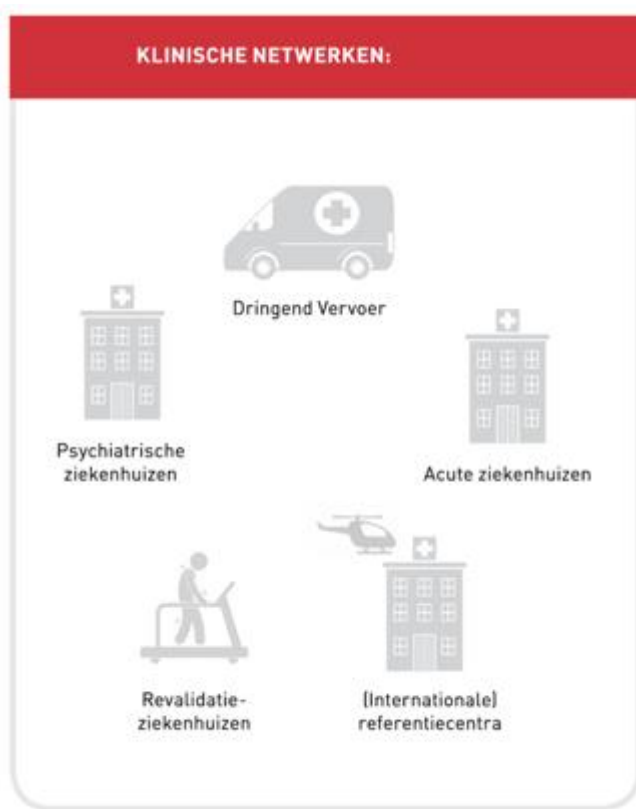 KLINISCHE NETWERKEN:
Dringend Vervoer
Psychiatrische
ziekenhuizen
Acute ziekenhuizen
Revalidatie-
ziekenhuizen
(Internationale)
referentiecentra